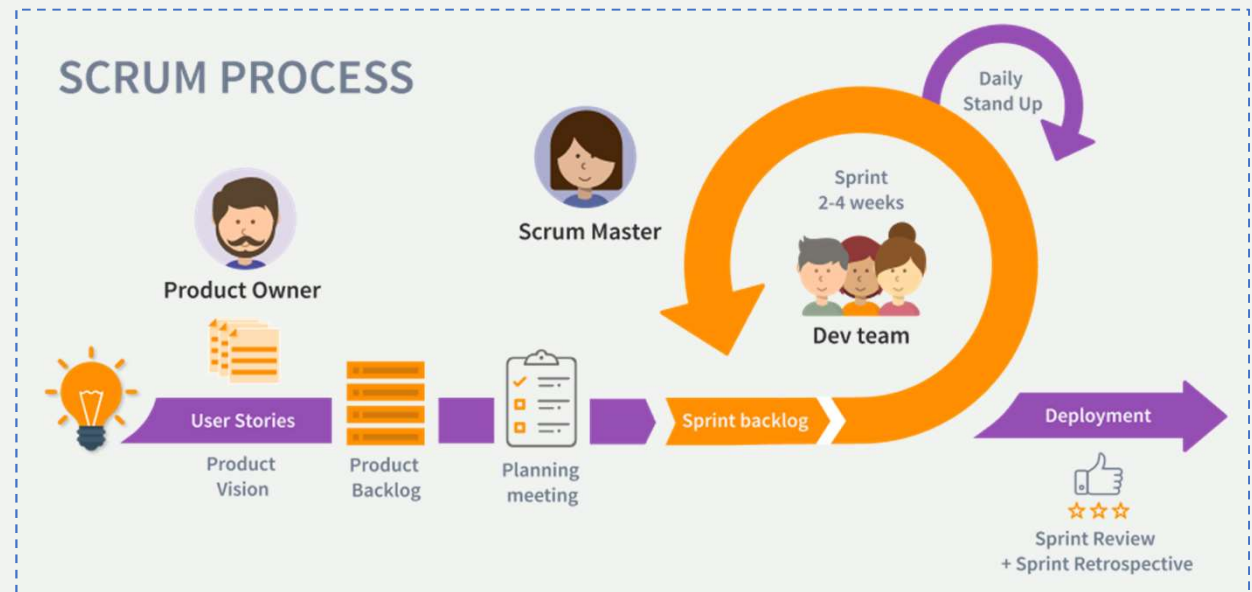 SCRUM PROCESS
Daily
Stand Up
Sprint
2-4 weeks
Scrum Master
Product Owner
Dev team
User Stories
Sprint backlog
Deployment
Product
Vision
Product
Backlog
Planning
meeting
Sprint Review
+ Sprint Retrospective